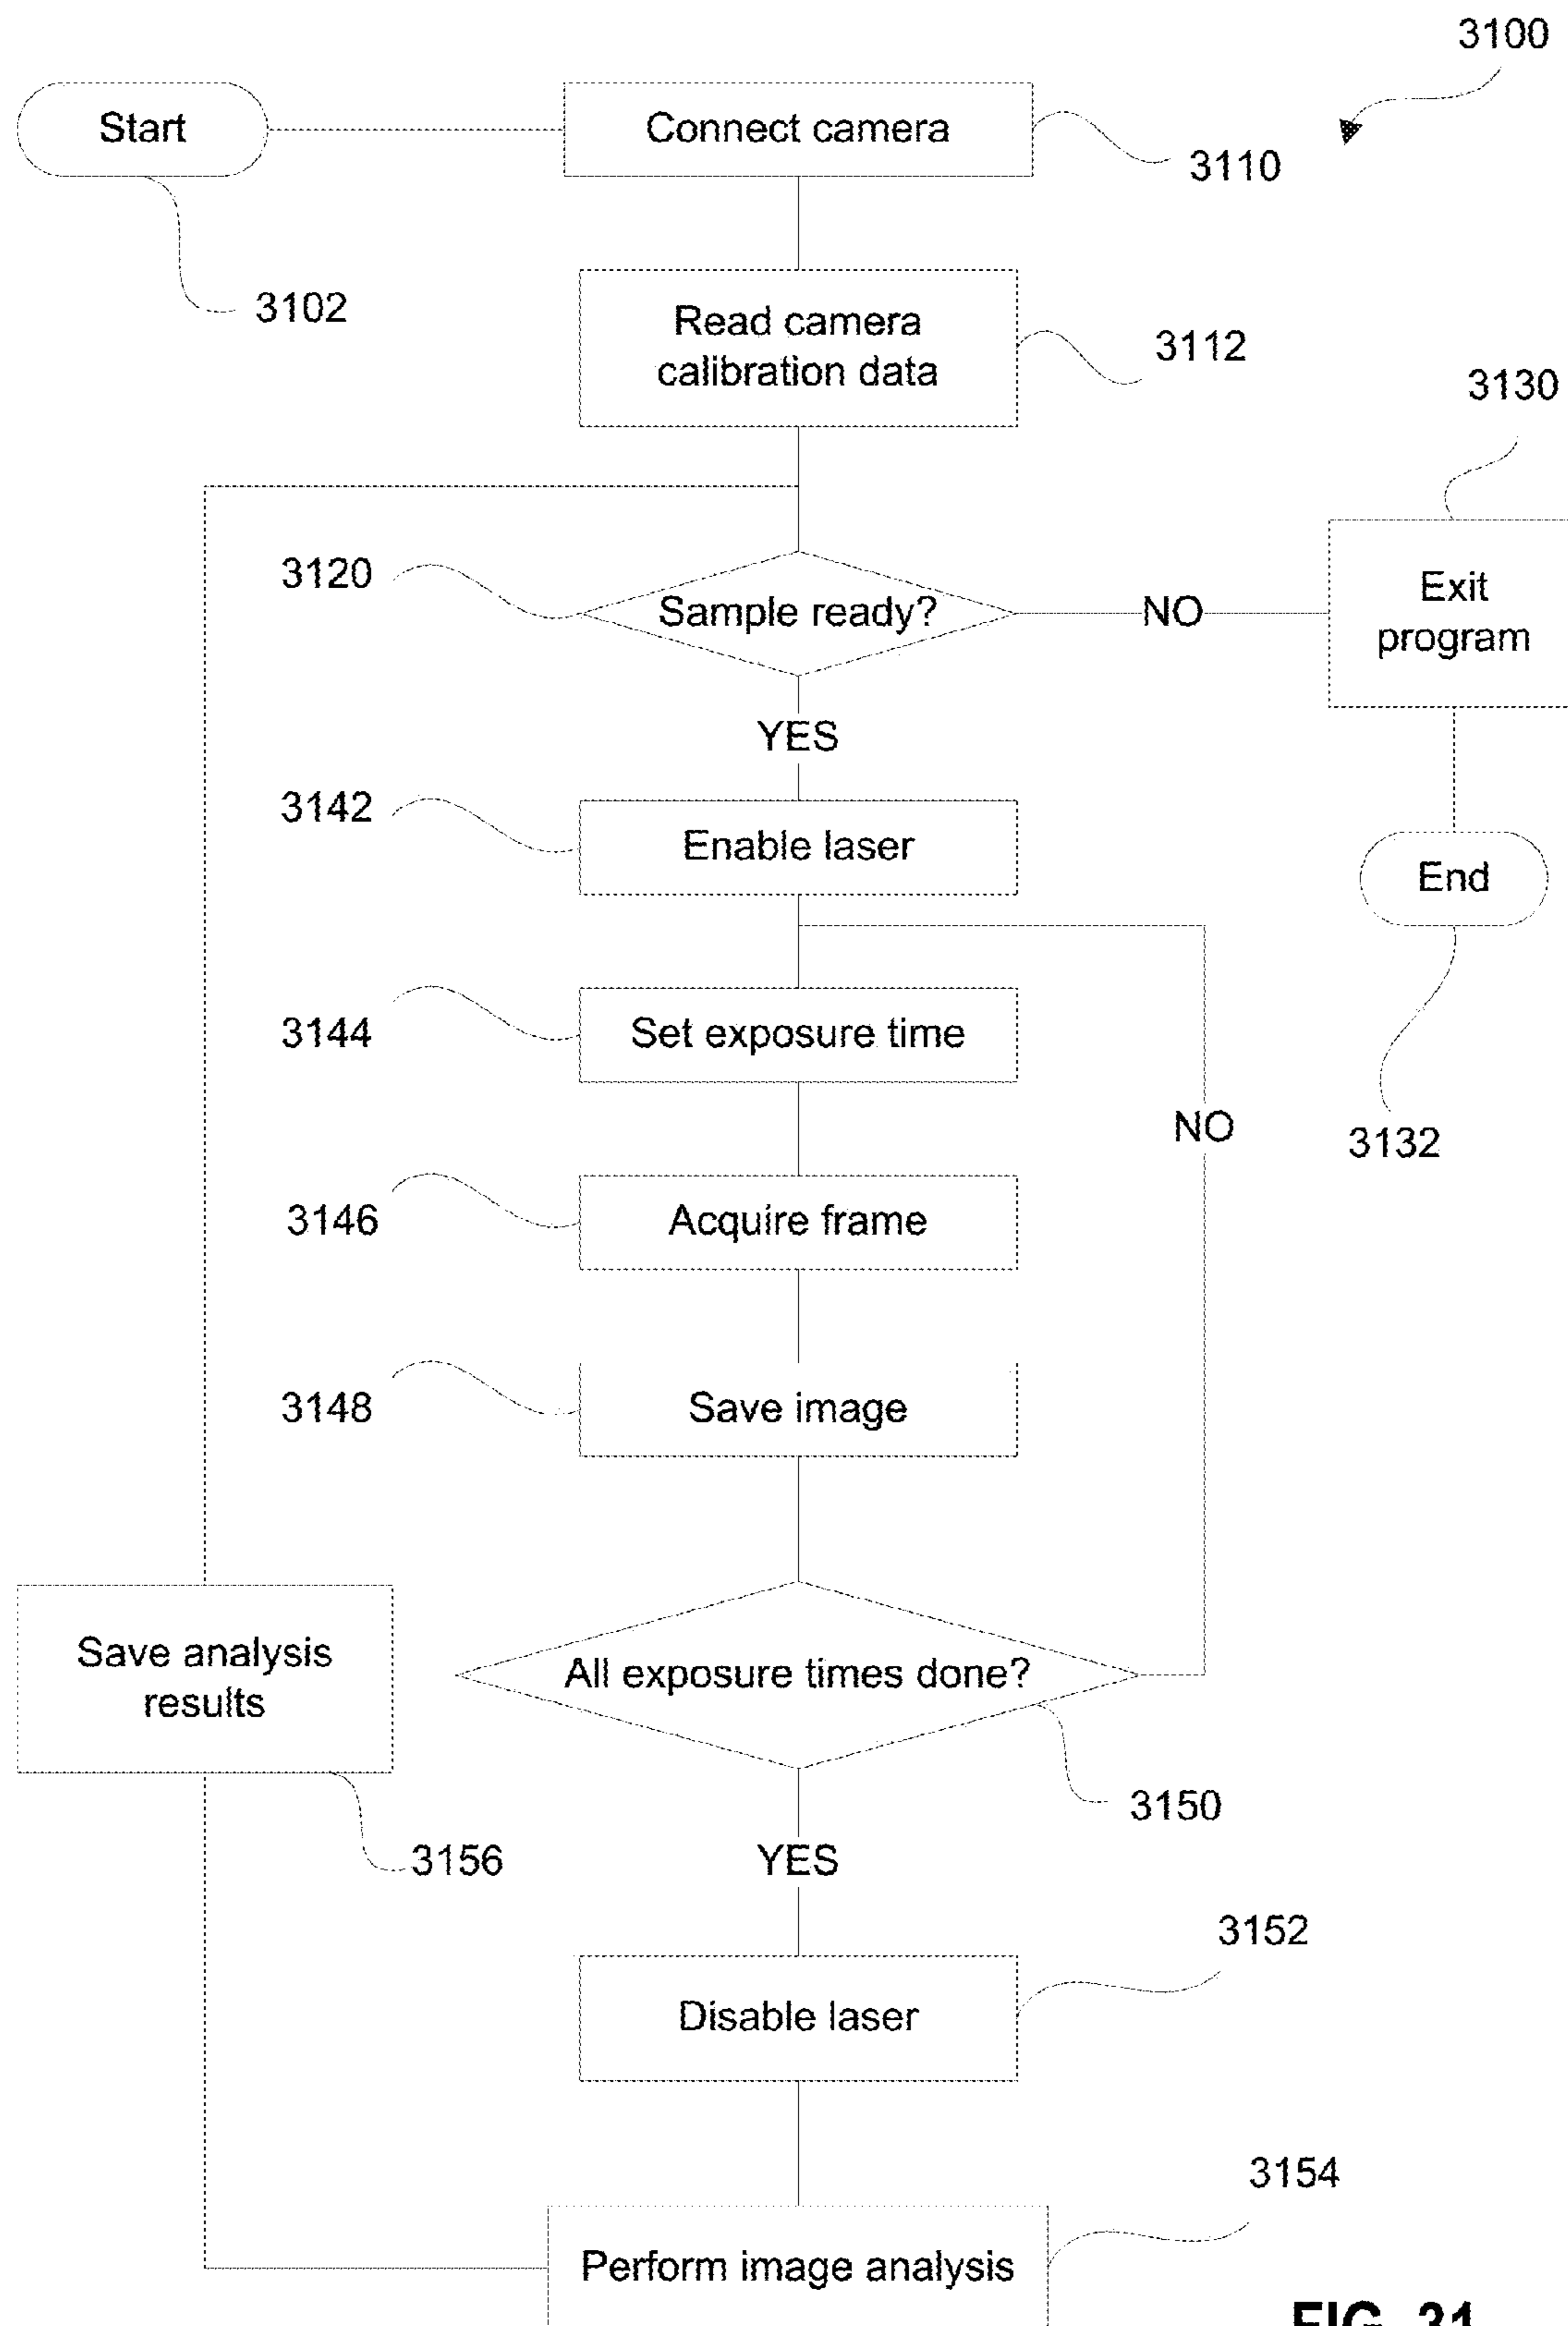 3100
Start
Connect camera
3110
3102
Read camera
calibration data
3112
3130
3120
Sample ready?
NO
Exit
program
YES
3142
Enable laser
End
3144
Set exposure time
NO
3132
3146
Acquire frame
3148
Save image
Save analysis
results
All exposure times done?
3150
3156
YES
3152
Disable laser
3154
Perform image analysis
FIG. 31